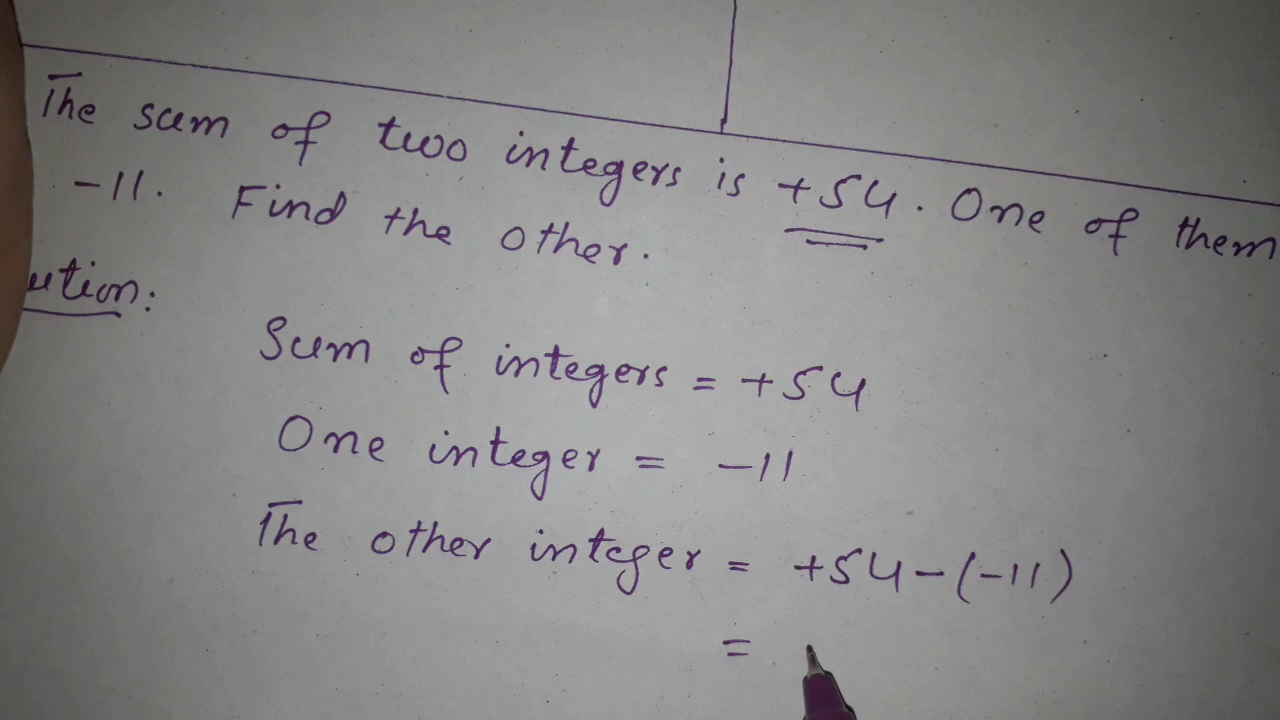 The sum of two integers is +54. One of them
-11. Find the other.
ution:
Sum of integers = +54
One integer = -11
The other integer = +54-(-11)
=